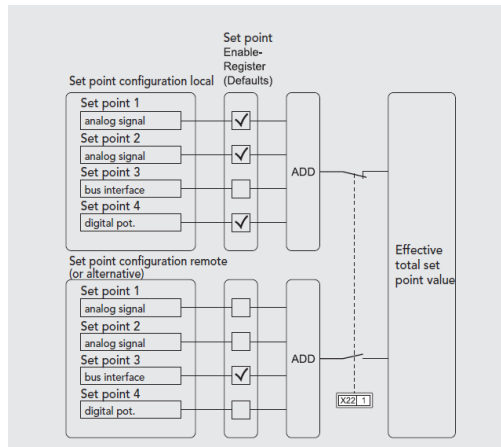 Set point
Enable-
Register
(Defaults)
Set point configuration local
Set point 1
analog signal
Set point 2
analog signal
Set point 3
bus interface
Set point 4
digital pot.
ADD
Set point configuration remote
(or alternative)
Set point 1
analog signal
Set point 2
analog signal
Set point 3
bus interface
Set point 4
digital pot.
ADD
X22 1
Effective
total set
point value